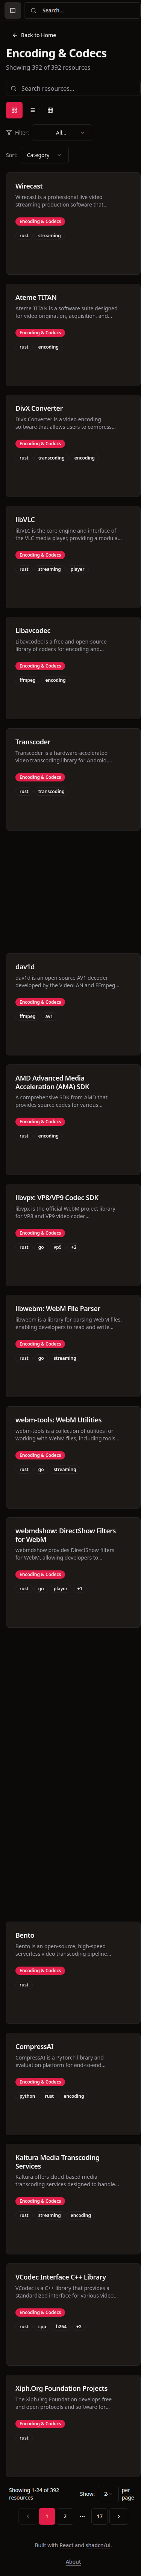 Search...
Back to Home
Encoding & Codecs
Showing 392 of 392 resources
Search resources...
Filter: All...
Sort: Category
Wirecast
Wirecast is a professional live video
streaming production software that...
Encoding & Codecs
rust streaming
Ateme TITAN
Ateme TITAN is a software suite designed
for video origination, acquisition, and...
Encoding & Codecs
rust encoding
DivX Converter
DivX Converter is a video encoding
software that allows users to compress...
Encoding & Codecs
rust transcoding encoding
libVLC
libVLC is the core engine and interface of
the VLC media player, providing a modula...
Encoding & Codecs
rust streaming player
Libavcodec
Libavcodec is a free and open-source
library of codecs for encoding and...
Encoding & Codecs
ffmpeg encoding
Transcoder
Transcoder is a hardware-accelerated
video transcoding library for Android,...
Encoding & Codecs
rust transcoding
dav1d
dav1d is an open-source AV1 decoder
developed by the VideoLAN and FFmpeg...
Encoding & Codecs
ffmpeg av1
AMD Advanced Media
Acceleration (AMA) SDK
A comprehensive SDK from AMD that
provides source codes for various...
Encoding & Codecs
rust encoding
libvpx: VP8/VP9 Codec SDK
libvpx is the official WebM project library
for VP8 and VP9 video codec...
Encoding & Codecs
rust go vp9 +2
libwebm: WebM File Parser
libwebm is a library for parsing WebM files,
enabling developers to read and write...
Encoding & Codecs
rust go streaming
webm-tools: WebM Utilities
webm-tools is a collection of utilities for
working with WebM files, including tools...
Encoding & Codecs
rust go streaming
webmdshow: DirectShow Filters
for WebM
webmdshow provides DirectShow filters
for WebM, allowing developers to...
Encoding & Codecs
rust go player +1
Bento
Bento is an open-source, high-speed
serverless video processing pipeline...
Encoding & Codecs
rust
CompressAI
CompressAI is a PyTorch library and
evaluation platform for end-to-end...
Encoding & Codecs
python rust encoding
Kaltura Media Transcoding
Services
Kaltura offers cloud-based media
transcoding services designed to handle...
Encoding & Codecs
rust streaming encoding
VCodec Interface C++ Library
VCodec is a C++ library that provides a
standardized interface for various video...
Encoding & Codecs
rust cpp h264 +2
Xiph.Org Foundation Projects
The Xiph.Org Foundation develops free
and open protocols and software for...
Encoding & Codecs
rust
Showing 1-24 of 392
resources
Show: per
page
1 2 ... 17
Built with React and shadcn/ui.
About